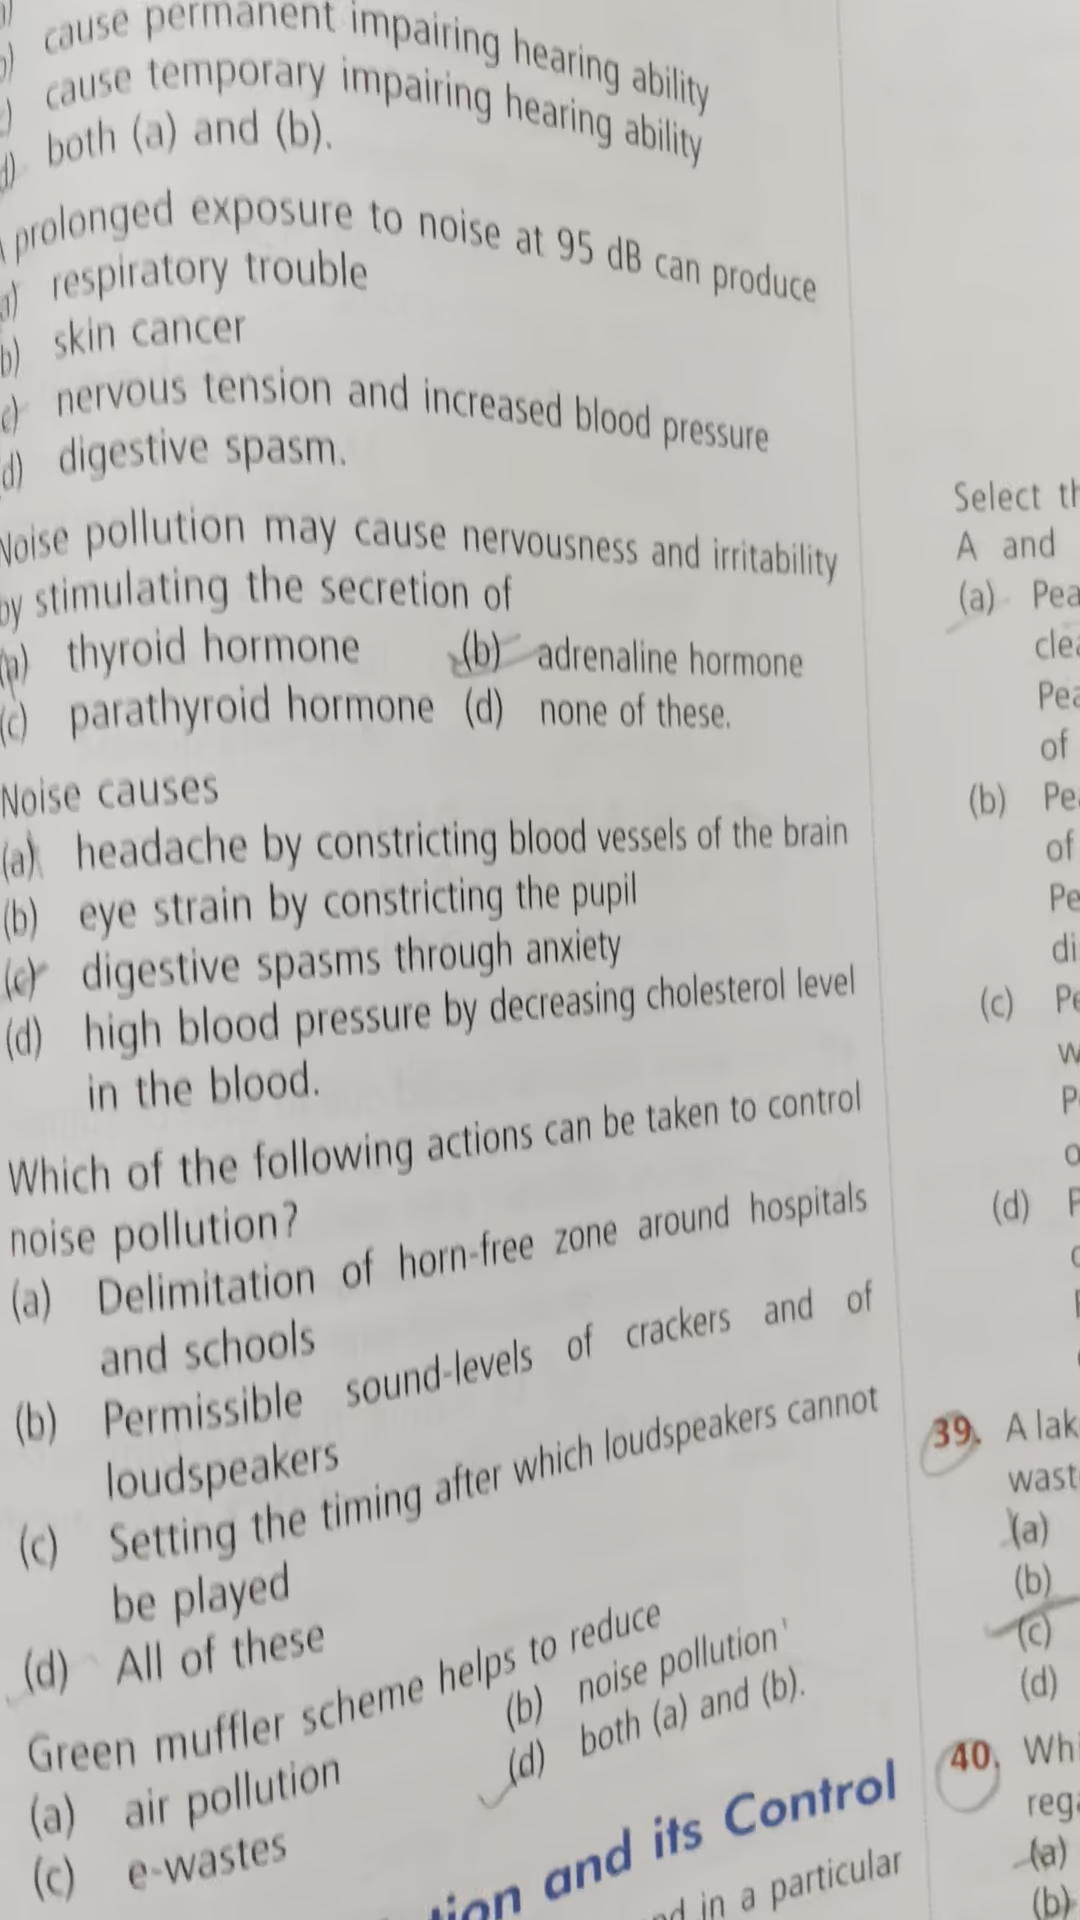 cause permanent impairing hearing ability
cause temporary impairing hearing ability
d) both (a) and (b).
prolonged exposure to noise at 95 dB can produce
a) respiratory trouble
b) skin cancer
c) nervous tension and increased blood pressure
d) digestive spasm.
Noise pollution may cause nervousness and irritability
by stimulating the secretion of
(a) thyroid hormone (b) adrenaline hormone
(c) parathyroid hormone (d) none of these.
Noise causes
(a) headache by constricting blood vessels of the brain
(b) eye strain by constricting the pupil
(c) digestive spasms through anxiety
(d) high blood pressure by decreasing cholesterol level
in the blood.
Which of the following actions can be taken to control
noise pollution?
(a) Delimitation of horn-free zone around hospitals
and schools
(b) Permissible sound-levels of crackers and of
loudspeakers
(c) Setting the timing after which loudspeakers cannot
be played
(d) All of these
Green muffler scheme helps to reduce
(a) air pollution (b) noise pollution
(c) e-wastes (d) both (a) and (b).
and its Control
in a particular
Select
A and
(a)
of
(b)
of
(c)
(d)
39. A
(a)
(b)
(c)
(d)
40.
(a)
(b)